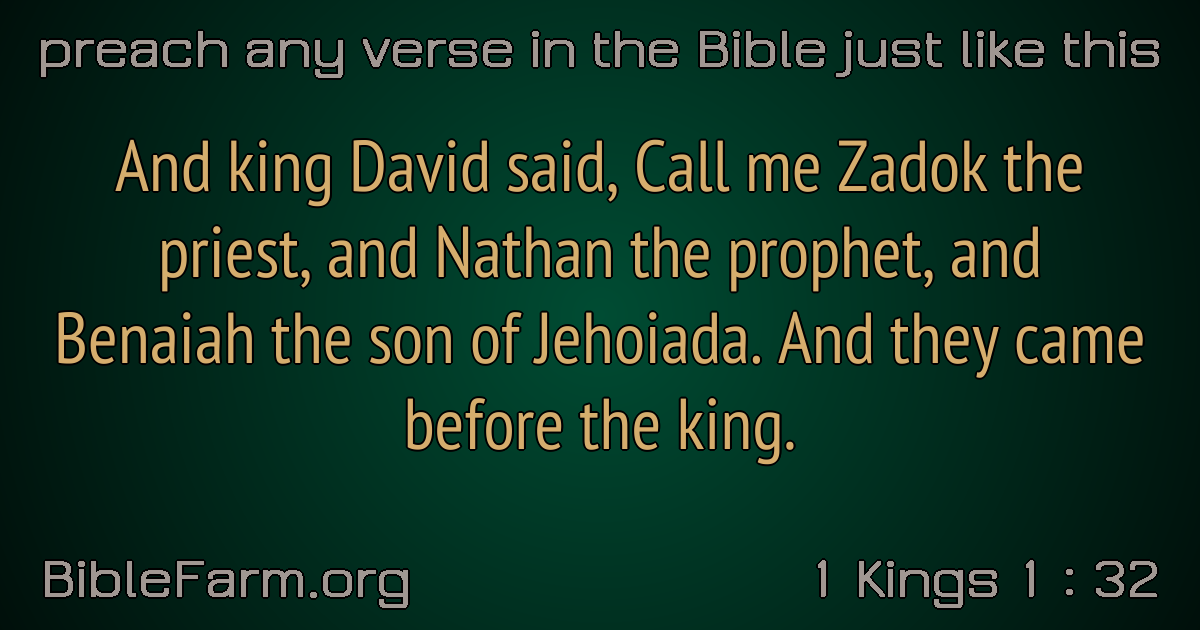 preach any verse in the Bible just like this
And king David said, Call me Zadok the
priest, and Nathan the prophet, and
Benaiah the son of Jehoiada. And they came
before the king.
BibleFarm.org
1 Kings 1 : 32